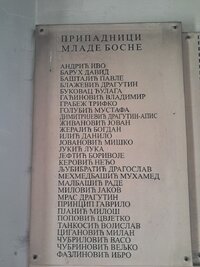 ПРИПАДНИЦИ
МЛАДЕ БОСНЕ
АНДРИЋ ИВО
БАРУХ ДАВИД
БАШТАЈИЋ ПАВЛЕ
БЛАЖЕВИЋ ДРАГУТИН
БУКОВАЦ ЂУЛАГА
ГАЋИНОВИЋ ВЛАДИМИР
ГРАБЕЖ ТРИФКО
ГОЛУБИЋ МУСТАФА
ДИМИТРИЈЕВИЋ ДРАГУТИН-АПИС
ЖИВАНОВИЋ ЈОВАН
ЖЕРАЈИЋ БОГДАН
ИЛИЋ ДАНИЛО
ЈОВАНОВИЋ МИШКО
ЈУКИЋ ЛУКА
ЈЕФТИЋ БОРИВОЈЕ
КЕРОВИЋ НЕЂО
ЉУБИБРАТИЋ ДРАГОСЛАВ
МЕХМЕДБАШИЋ МУХАМЕД
МАЛБАШИЋ РАДЕ
МИЛОВИЋ ЈАКОВ
МРАС ДРАГУТИН
ПРИНЦИП ГАВРИЛО
ПЈАНИЋ МИЛОШ
ПОПОВИЋ ЦВЈЕТКО
ТАНКОСИЋ ВОЈИСЛАВ
ЦИГАНОВИЋ МИЛАН
ЧУБРИЛОВИЋ ВАСО
ЧУБРИНОВИЋ ВЕЉКО
ФАЗЛИНОВИЋ ИБРО